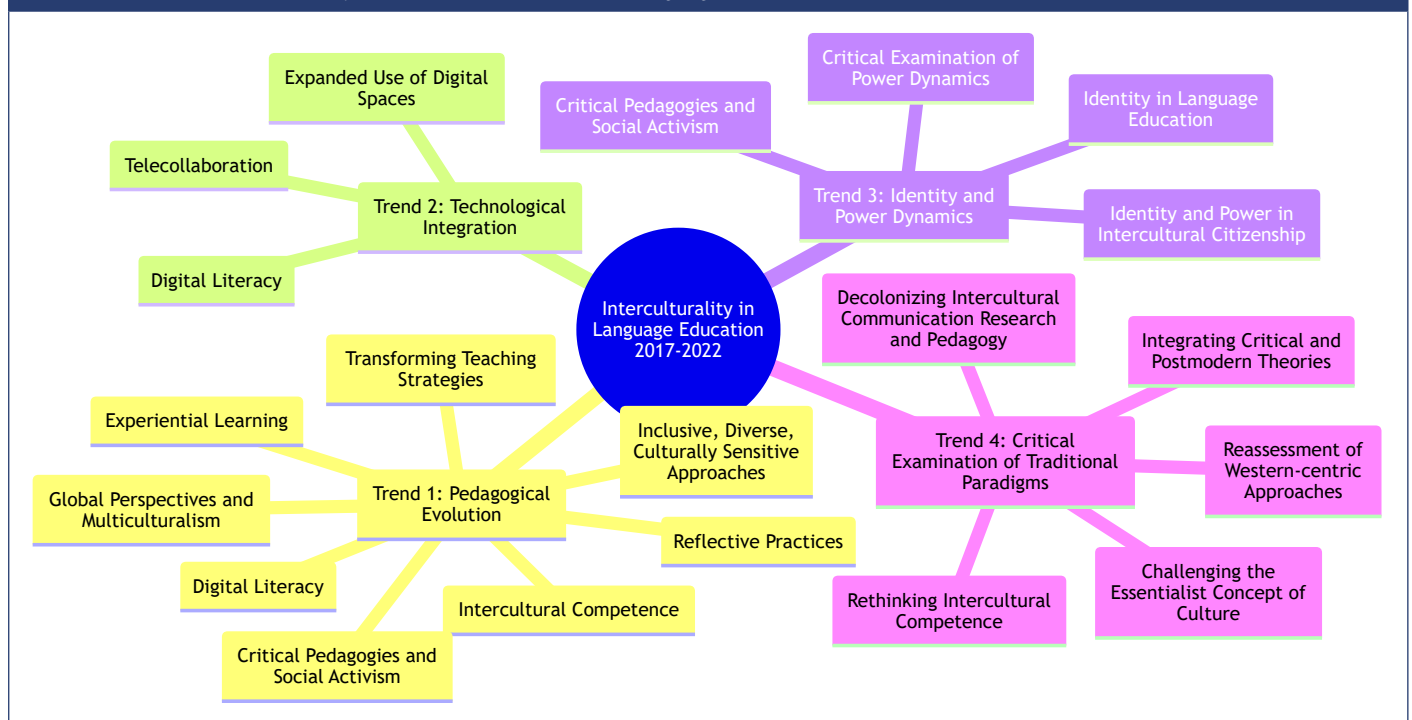 Expanded Use of Digital
Spaces
Telecollaboration
Trend 2: Technological
Integration
Digital Literacy
Critical Examination of
Power Dynamics
Critical Pedagogies and
Social Activism
Identity in Language
Education
Trend 3: Identity and
Power Dynamics
Identity and Power in
Intercultural Citizenship
Interculturality in
Language Education
2017-2022
Transforming Teaching
Strategies
Experiential Learning
Inclusive, Diverse,
Culturally Sensitive
Approaches
Global Perspectives and
Multiculturalism
Trend 1: Pedagogical
Evolution
Reflective Practices
Digital Literacy
Intercultural Competence
Critical Pedagogies and
Social Activism
Decolonizing Intercultural
Communication Research
and Pedagogy
Integrating Critical and
Postmodern Theories
Trend 4: Critical
Examination of Traditional
Paradigms
Reassessment of
Western-centric
Approaches
Rethinking Intercultural
Competence
Challenging the
Essentialist Concept of
Culture